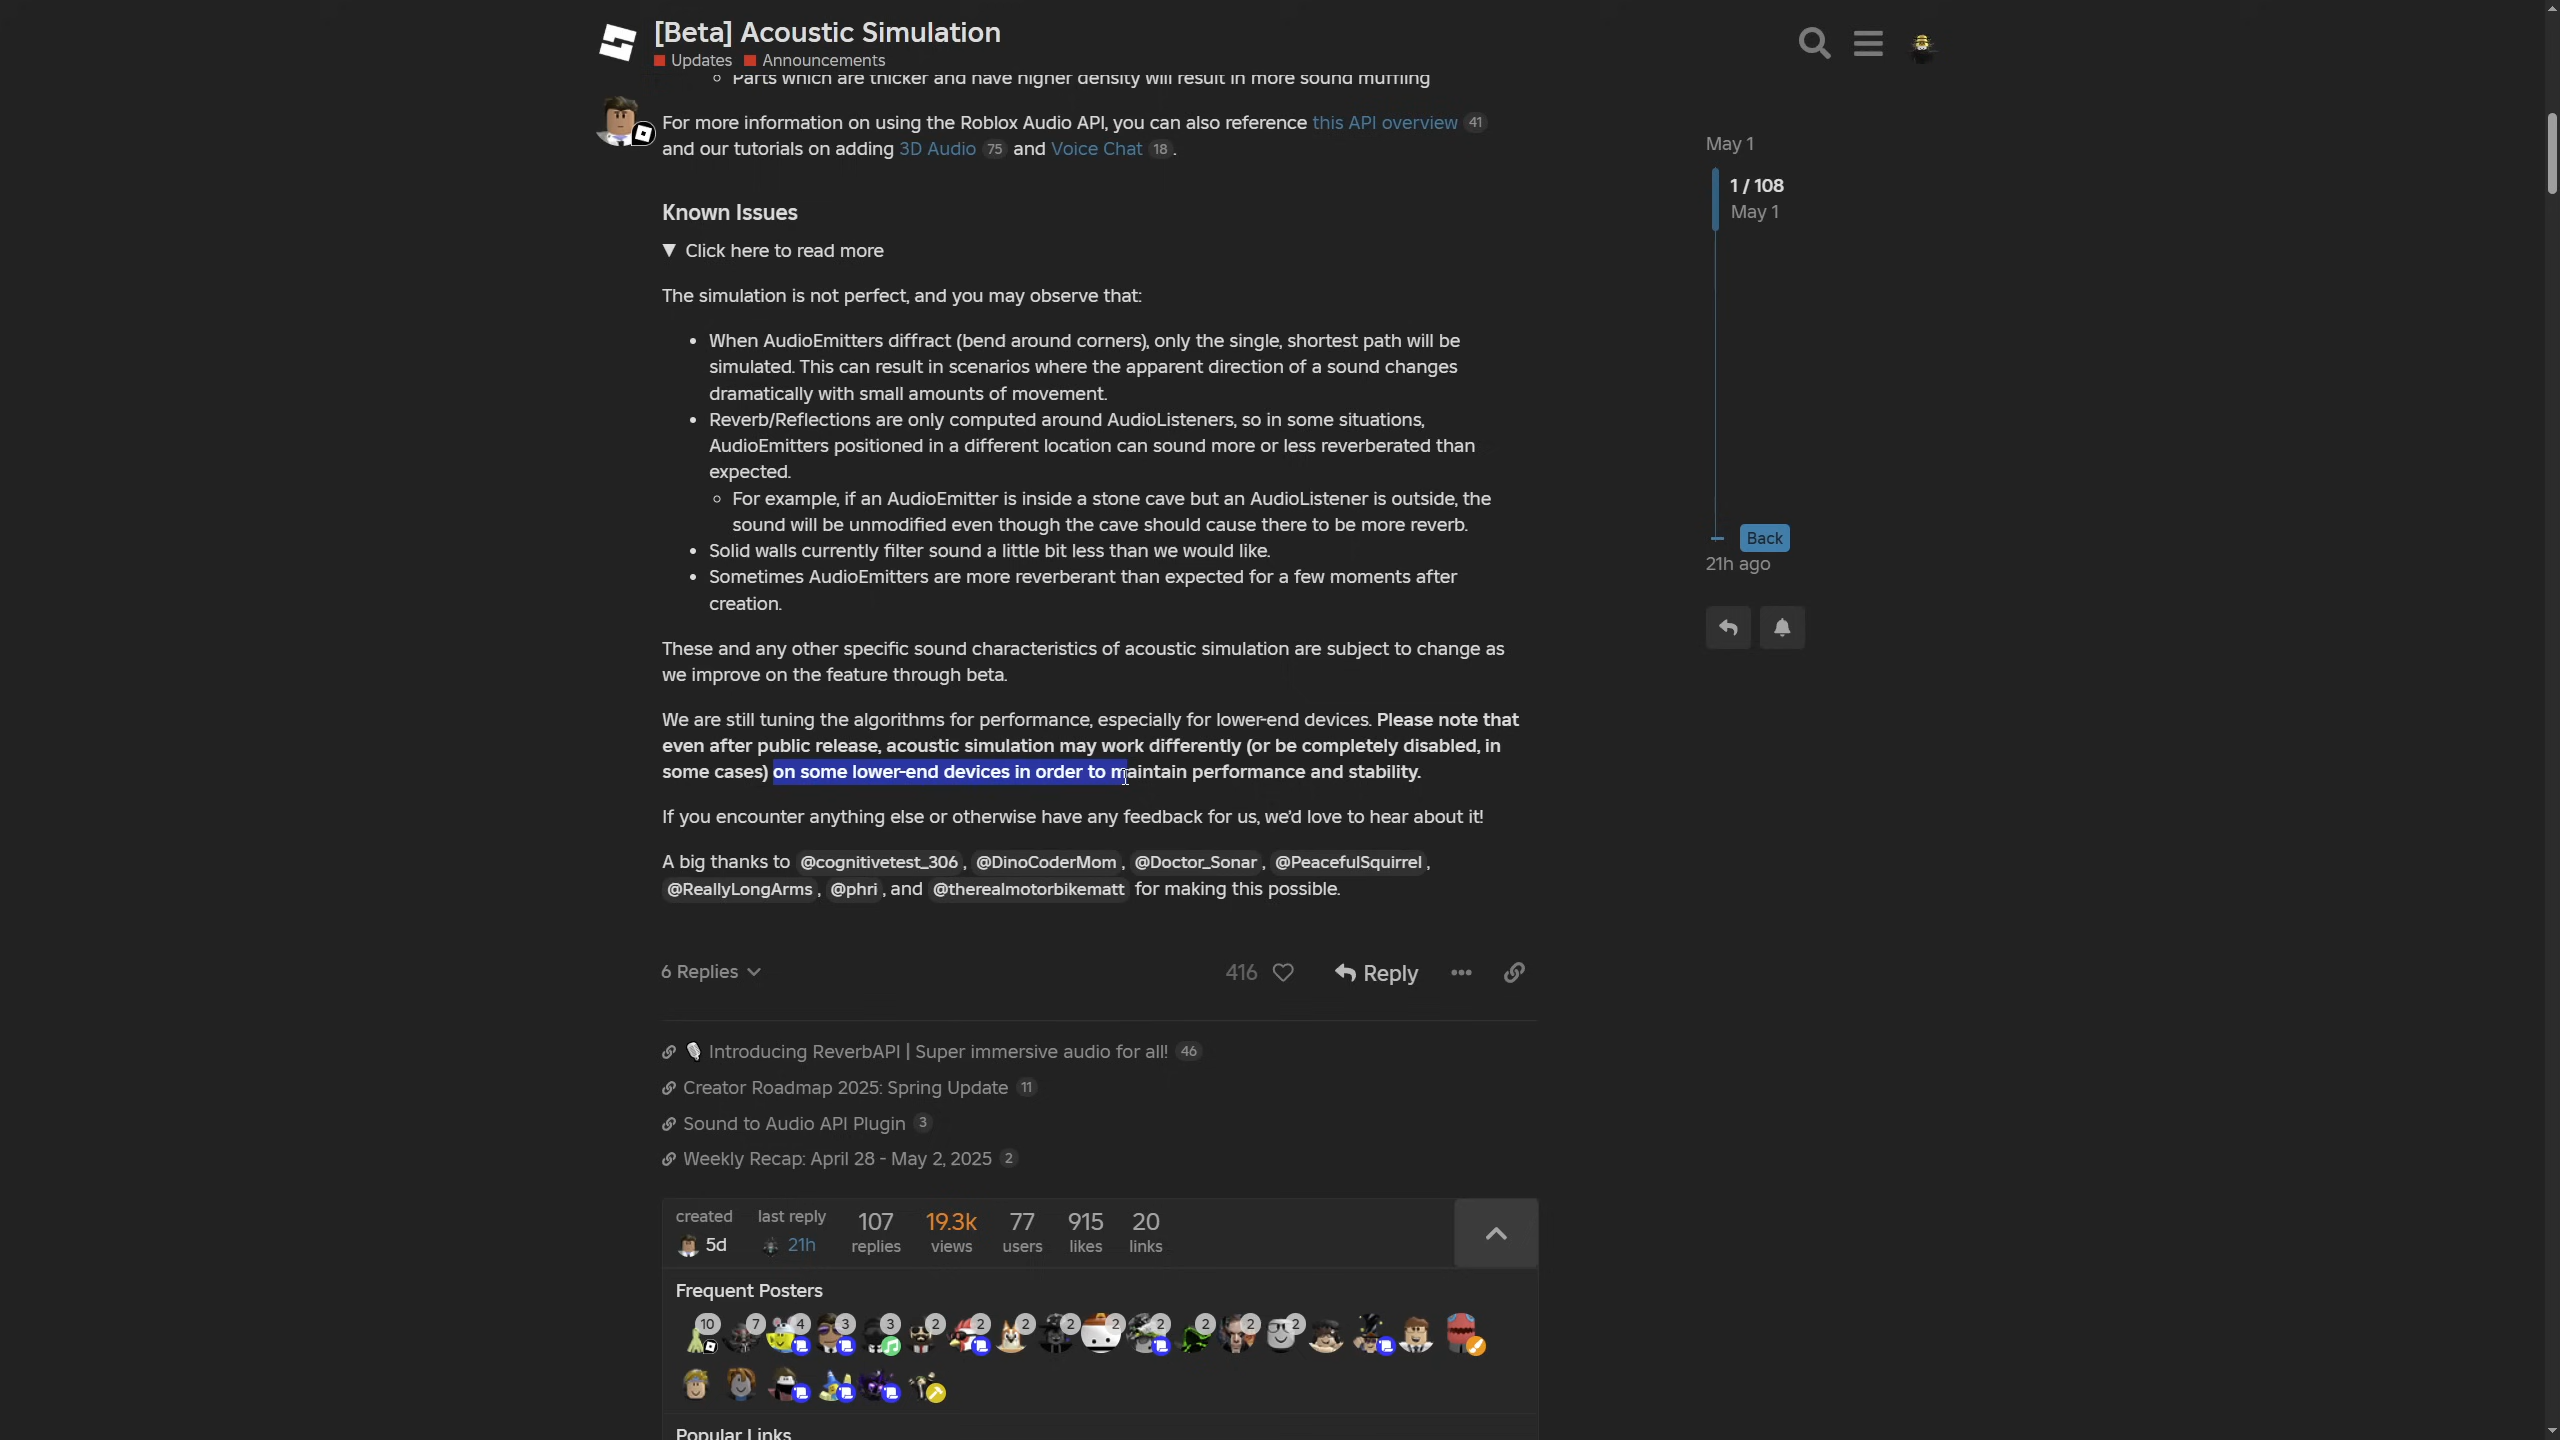 [Beta] Acoustic Simulation
Updates Announcements
Parts which are thicker and have higher density will result in more sound muffling
For more information on using the Roblox Audio API, you can also reference this API overview 41
and our tutorials on adding 3D Audio 75 and Voice Chat 18 .
May 1
1 / 108
May 1
Back
21h ago
Known Issues
▼ Click here to read more
The simulation is not perfect, and you may observe that:
• When AudioEmitters diffract (bend around corners), only the single, shortest path will be
simulated. This can result in scenarios where the apparent direction of a sound changes
dramatically with small amounts of movement.
• Reverb/Reflections are only computed around AudioListeners, so in some situations,
AudioEmitters positioned in a different location can sound more or less reverberated than
expected.
◦ For example, if an AudioEmitter is inside a stone cave but an AudioListener is outside, the
sound will be unmodified even though the cave should cause there to be more reverb.
• Solid walls currently filter sound a little bit less than we would like.
• Sometimes AudioEmitters are more reverberant than expected for a few moments after
creation.
These and any other specific sound characteristics of acoustic simulation are subject to change as
we improve on the feature through beta.
We are still tuning the algorithms for performance, especially for lower-end devices. Please note that
even after public release, acoustic simulation may work differently (or be completely disabled, in
some cases) on some lower-end devices in order to maintain performance and stability.
If you encounter anything else or otherwise have any feedback for us, we'd love to hear about it!
A big thanks to @cognitivetest_306 , @DinoCoderMom , @Doctor_Sonar , @PeacefulSquirrel ,
@ReallyLongArms , @phri , and @therealmotorbikematt for making this possible.
6 Replies
416 Reply
Introducing ReverbAPI | Super immersive audio for all! 46
Creator Roadmap 2025: Spring Update 11
Sound to Audio API Plugin 3
Weekly Recap: April 28 - May 2, 2025 2
created last reply 107 19.3k 77 915 20
5d 21h replies views users likes links
Frequent Posters
10 7 4 3 3 2 2 2 2 2 2 2 2 2
Popular Links